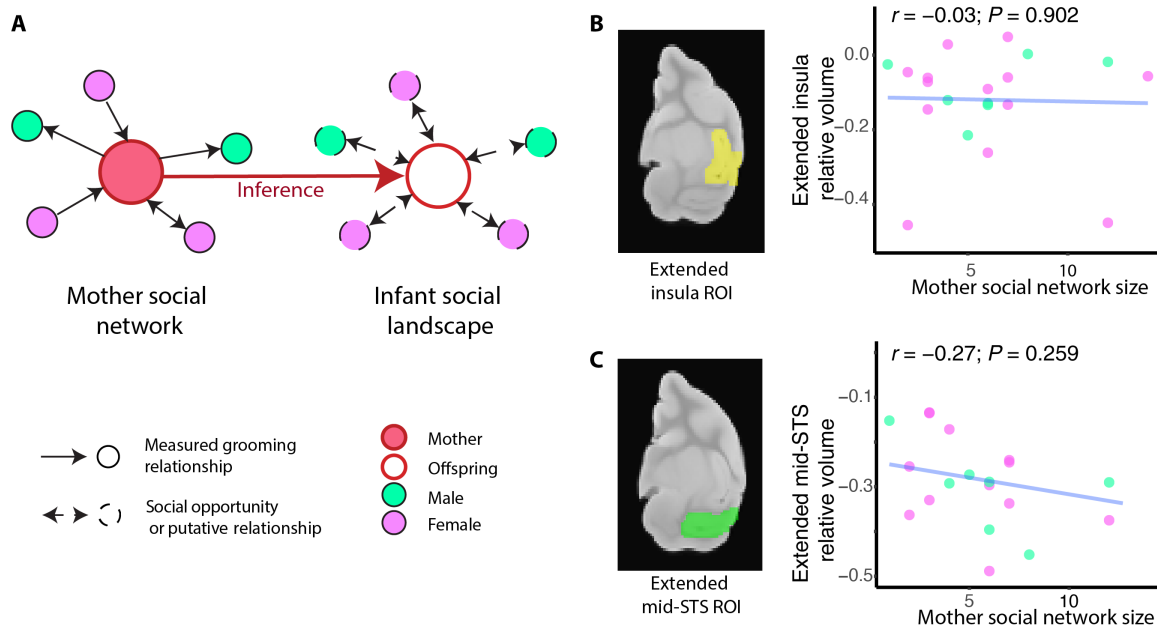 A
Inference
Mother social
network
Infant social
landscape
Measured grooming
relationship
Social opportunity
or putative relationship
Mother
Offspring
Male
Female
B
Extended
insula ROI
r = −0.03; P = 0.902
Extended insula
relative volume
0.0
−0.2
−0.4
5
10
Mother social network size
C
Extended
mid-STS ROI
r = −0.27; P = 0.259
Extended mid-STS
relative volume
−0.1
−0.3
−0.5
5
10
Mother social network size